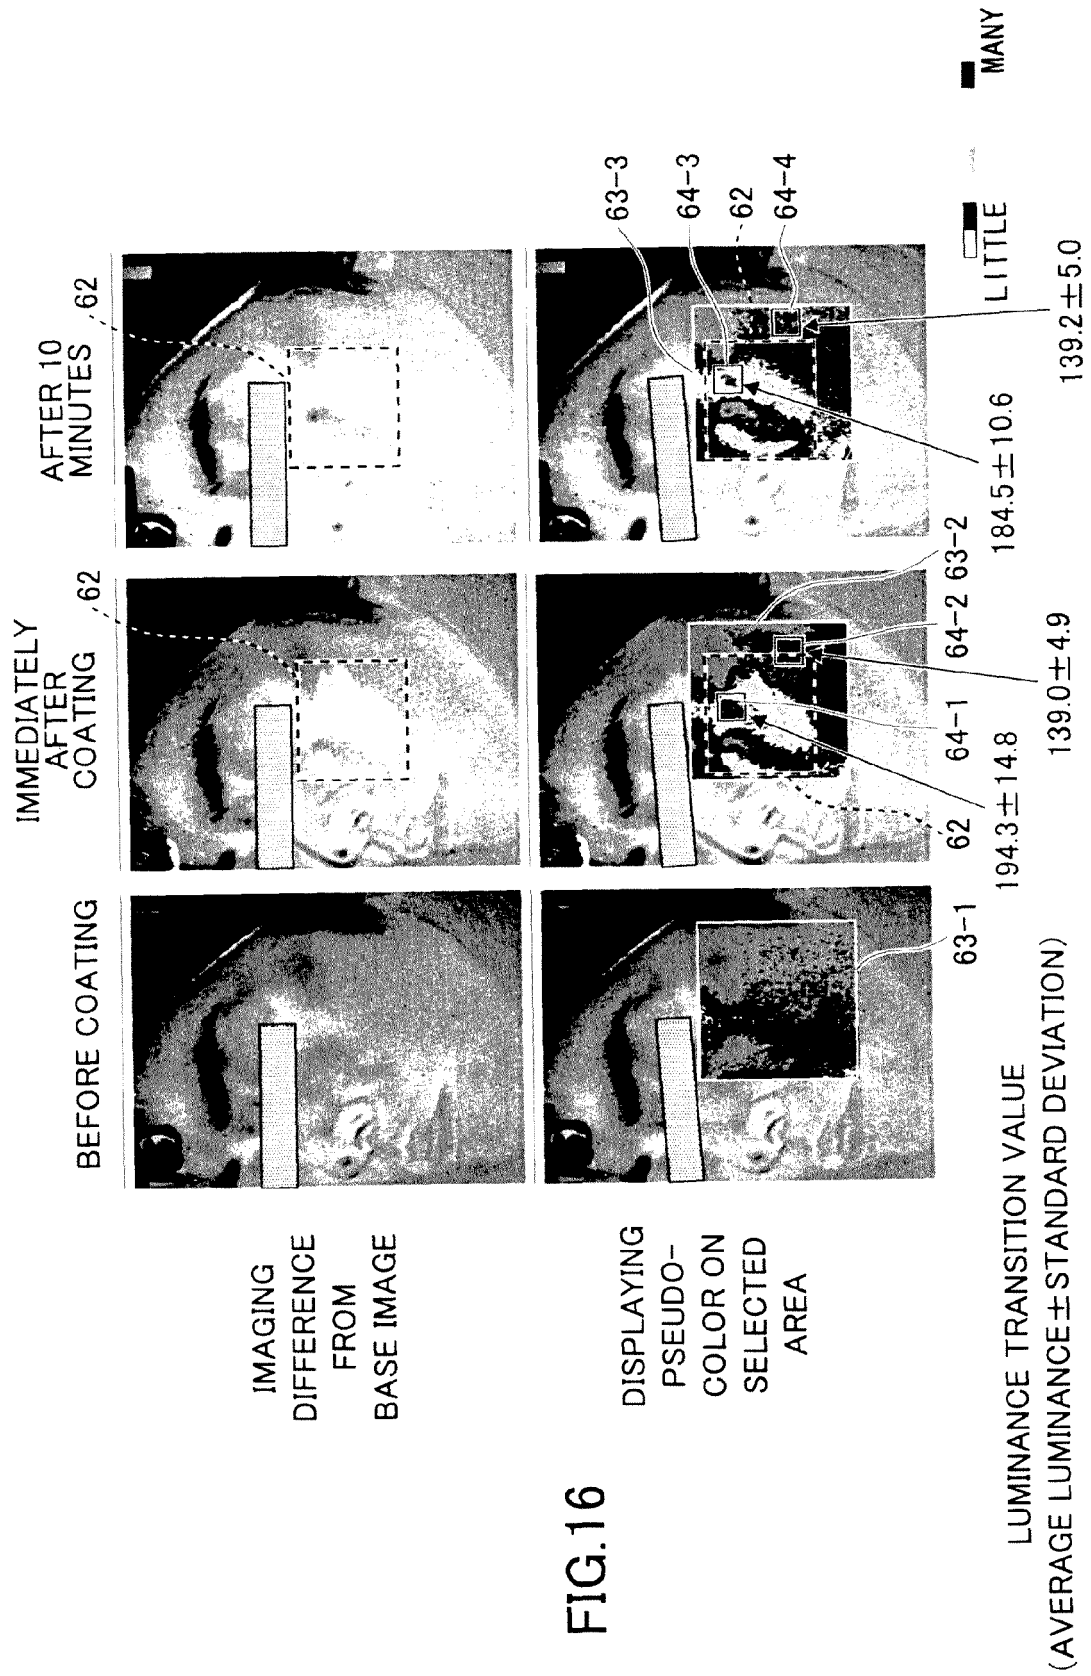 FIG.16
BEFORE COATING
IMMEDIATELY
AFTER
COATING
AFTER 10
MINUTES
62
62
IMAGING
DIFFERENCE
FROM
BASE IMAGE
DISPLAYING
PSEUDO-
COLOR ON
SELECTED
AREA
63-1
62
64-1
64-2
63-2
63-3
64-3
62
64-4
194.3±14.8
184.5±10.6
LITTLE
MANY
139.0±4.9
139.2±5.0
LUMINANCE TRANSITION VALUE
(AVERAGE LUMINANCE±STANDARD DEVIATION)